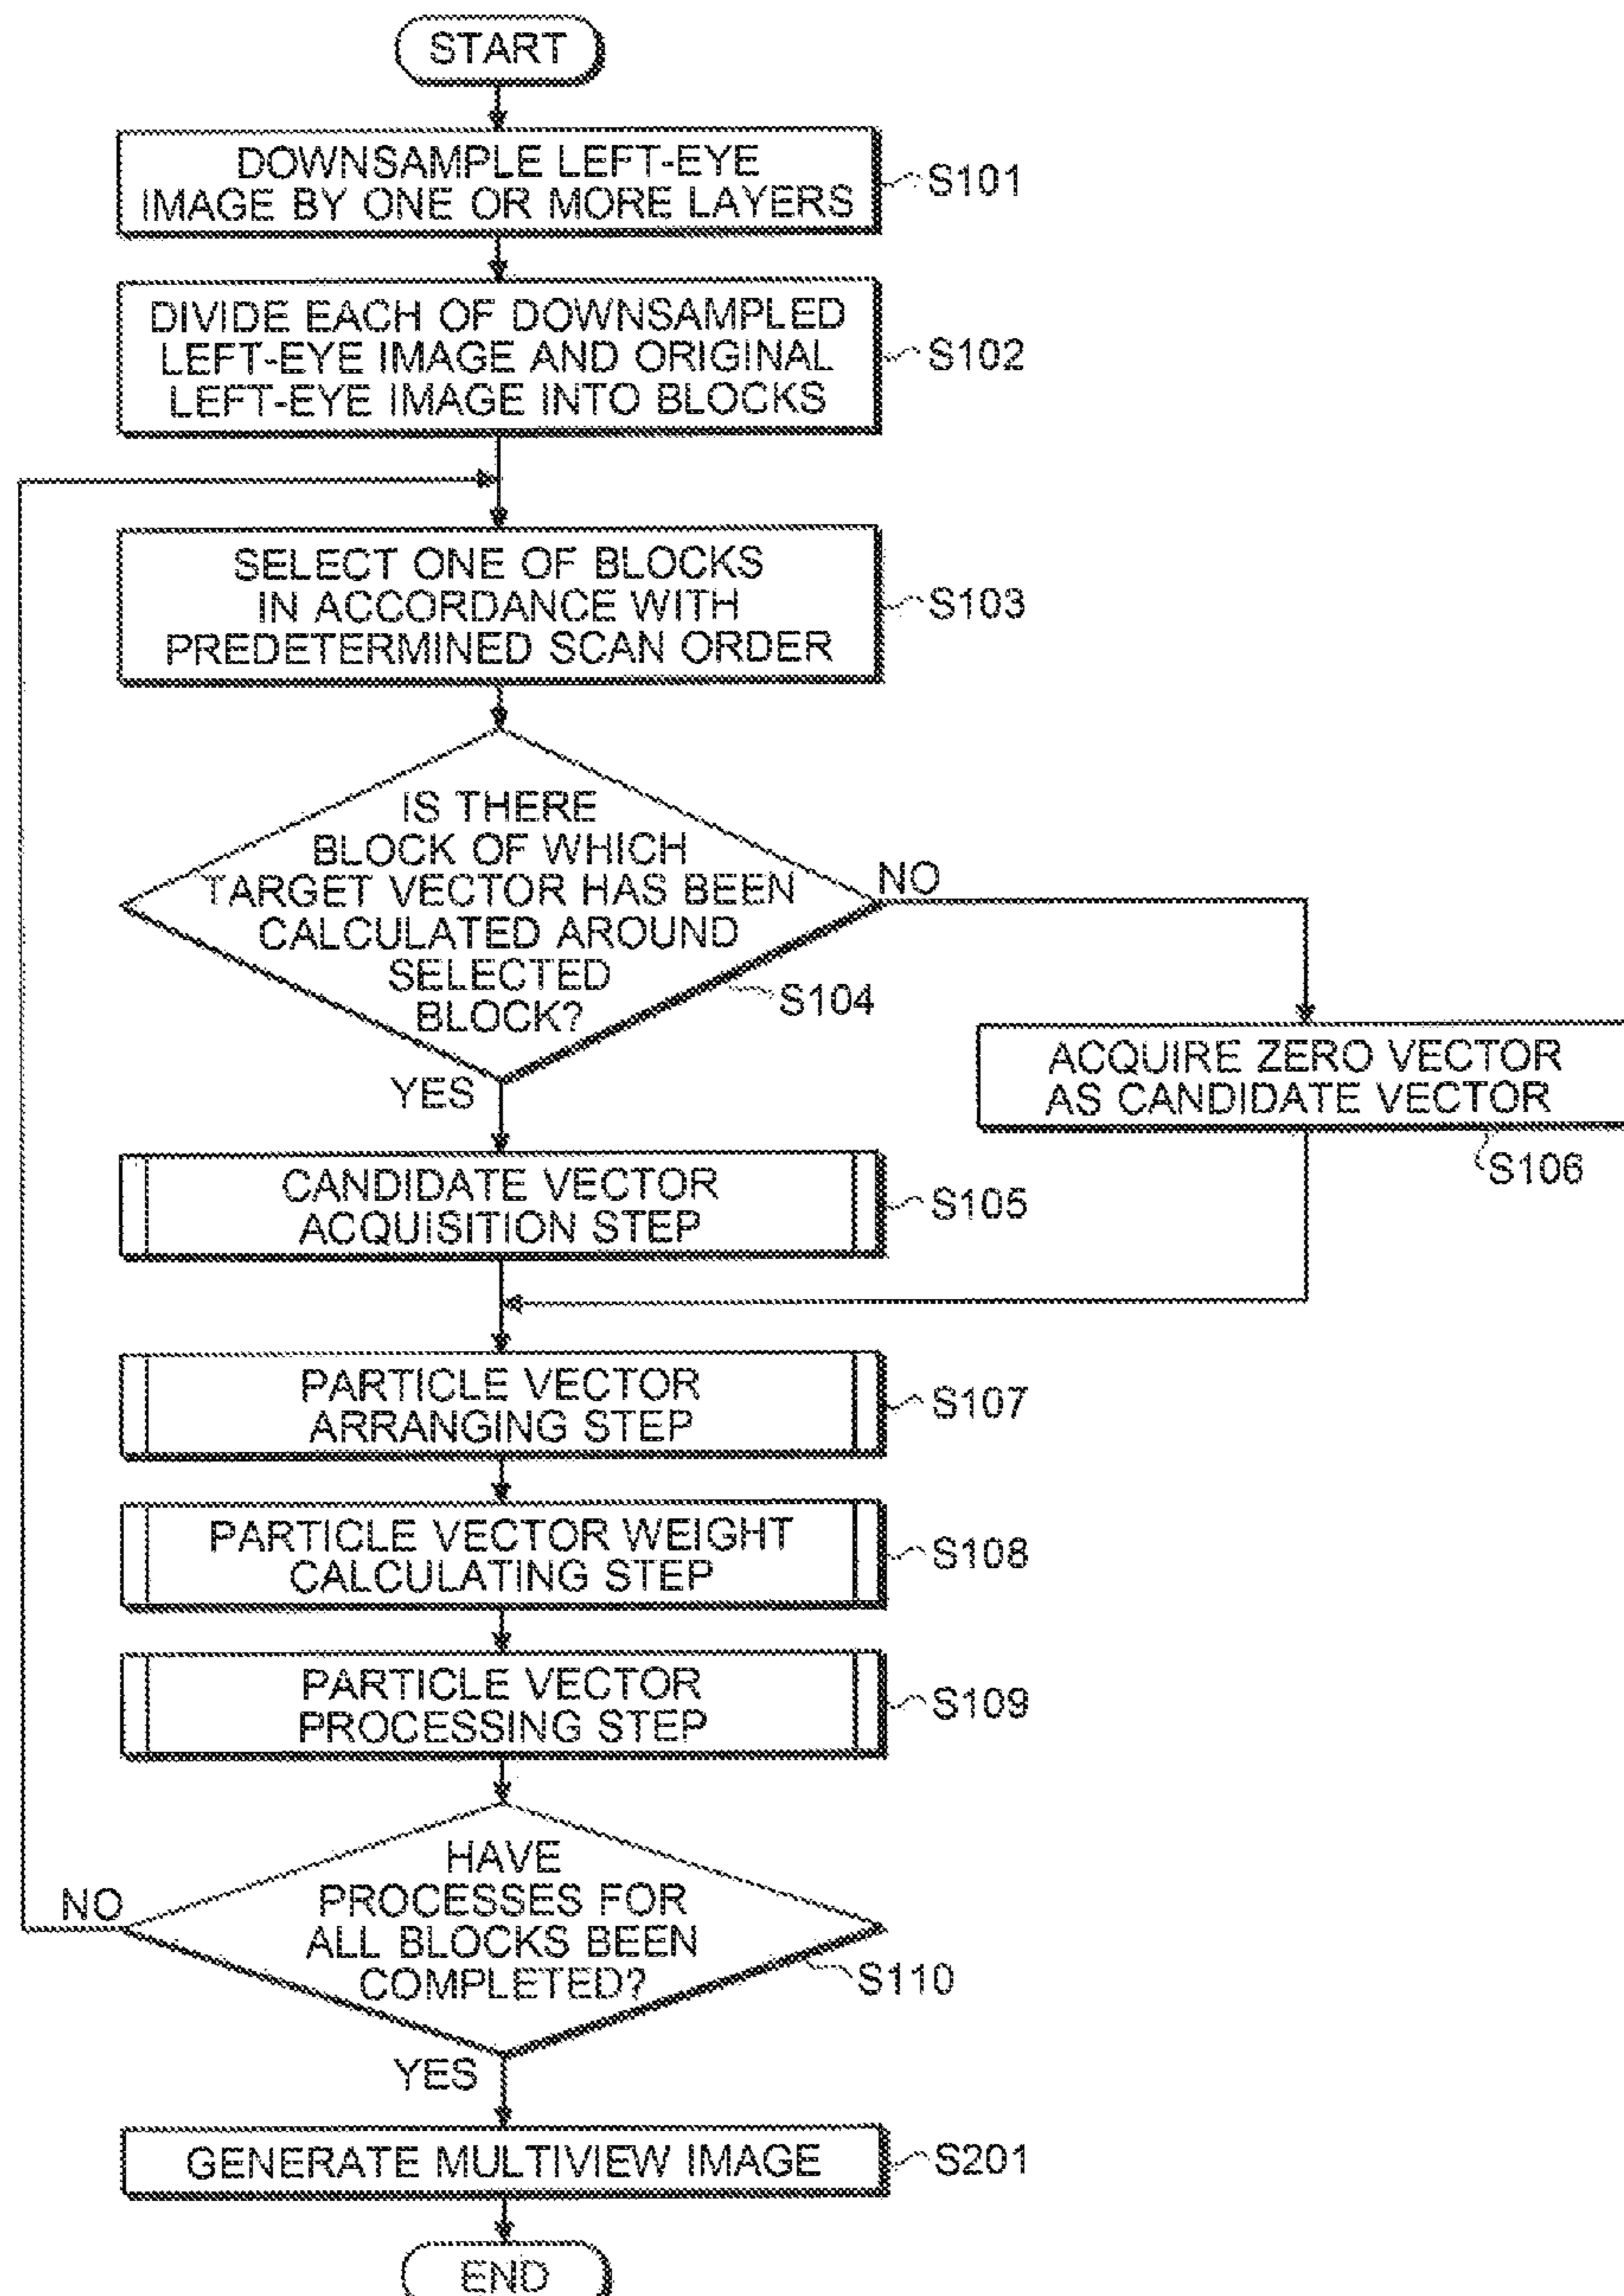 START
DOWNSAMPLE LEFT-EYE
IMAGE BY ONE OR MORE LAYERS
S101
DIVIDE EACH OF DOWNSAMPLED
LEFT-EYE IMAGE AND ORIGINAL
LEFT-EYE IMAGE INTO BLOCKS
S102
SELECT ONE OF BLOCKS
IN ACCORDANCE WITH
PREDETERMINED SCAN ORDER
S103
IS THERE
BLOCK OF WHICH
TARGET VECTOR HAS BEEN
CALCULATED AROUND
SELECTED
BLOCK?
S104
NO
YES
ACQUIRE ZERO VECTOR
AS CANDIDATE VECTOR
S106
CANDIDATE VECTOR
ACQUISITION STEP
S105
PARTICLE VECTOR
ARRANGING STEP
S107
PARTICLE VECTOR WEIGHT
CALCULATING STEP
S108
PARTICLE VECTOR
PROCESSING STEP
S109
HAVE
PROCESSES FOR
ALL BLOCKS BEEN
COMPLETED?
S110
NO
YES
GENERATE MULTIVIEW IMAGE
S201
END